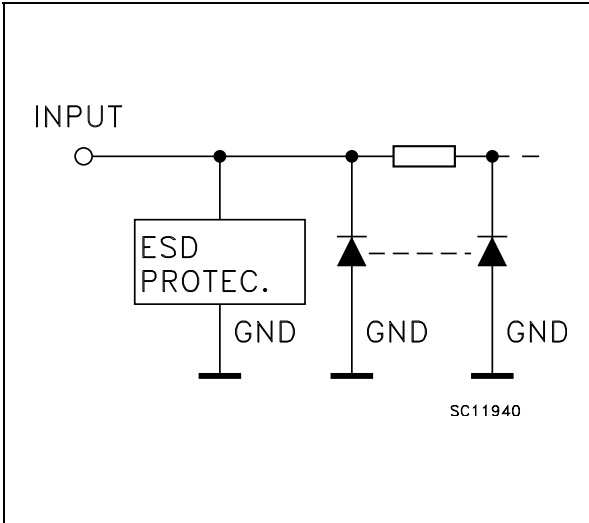 INPUT
ESD
PROTEC.
GND
GND
GND
SC11940